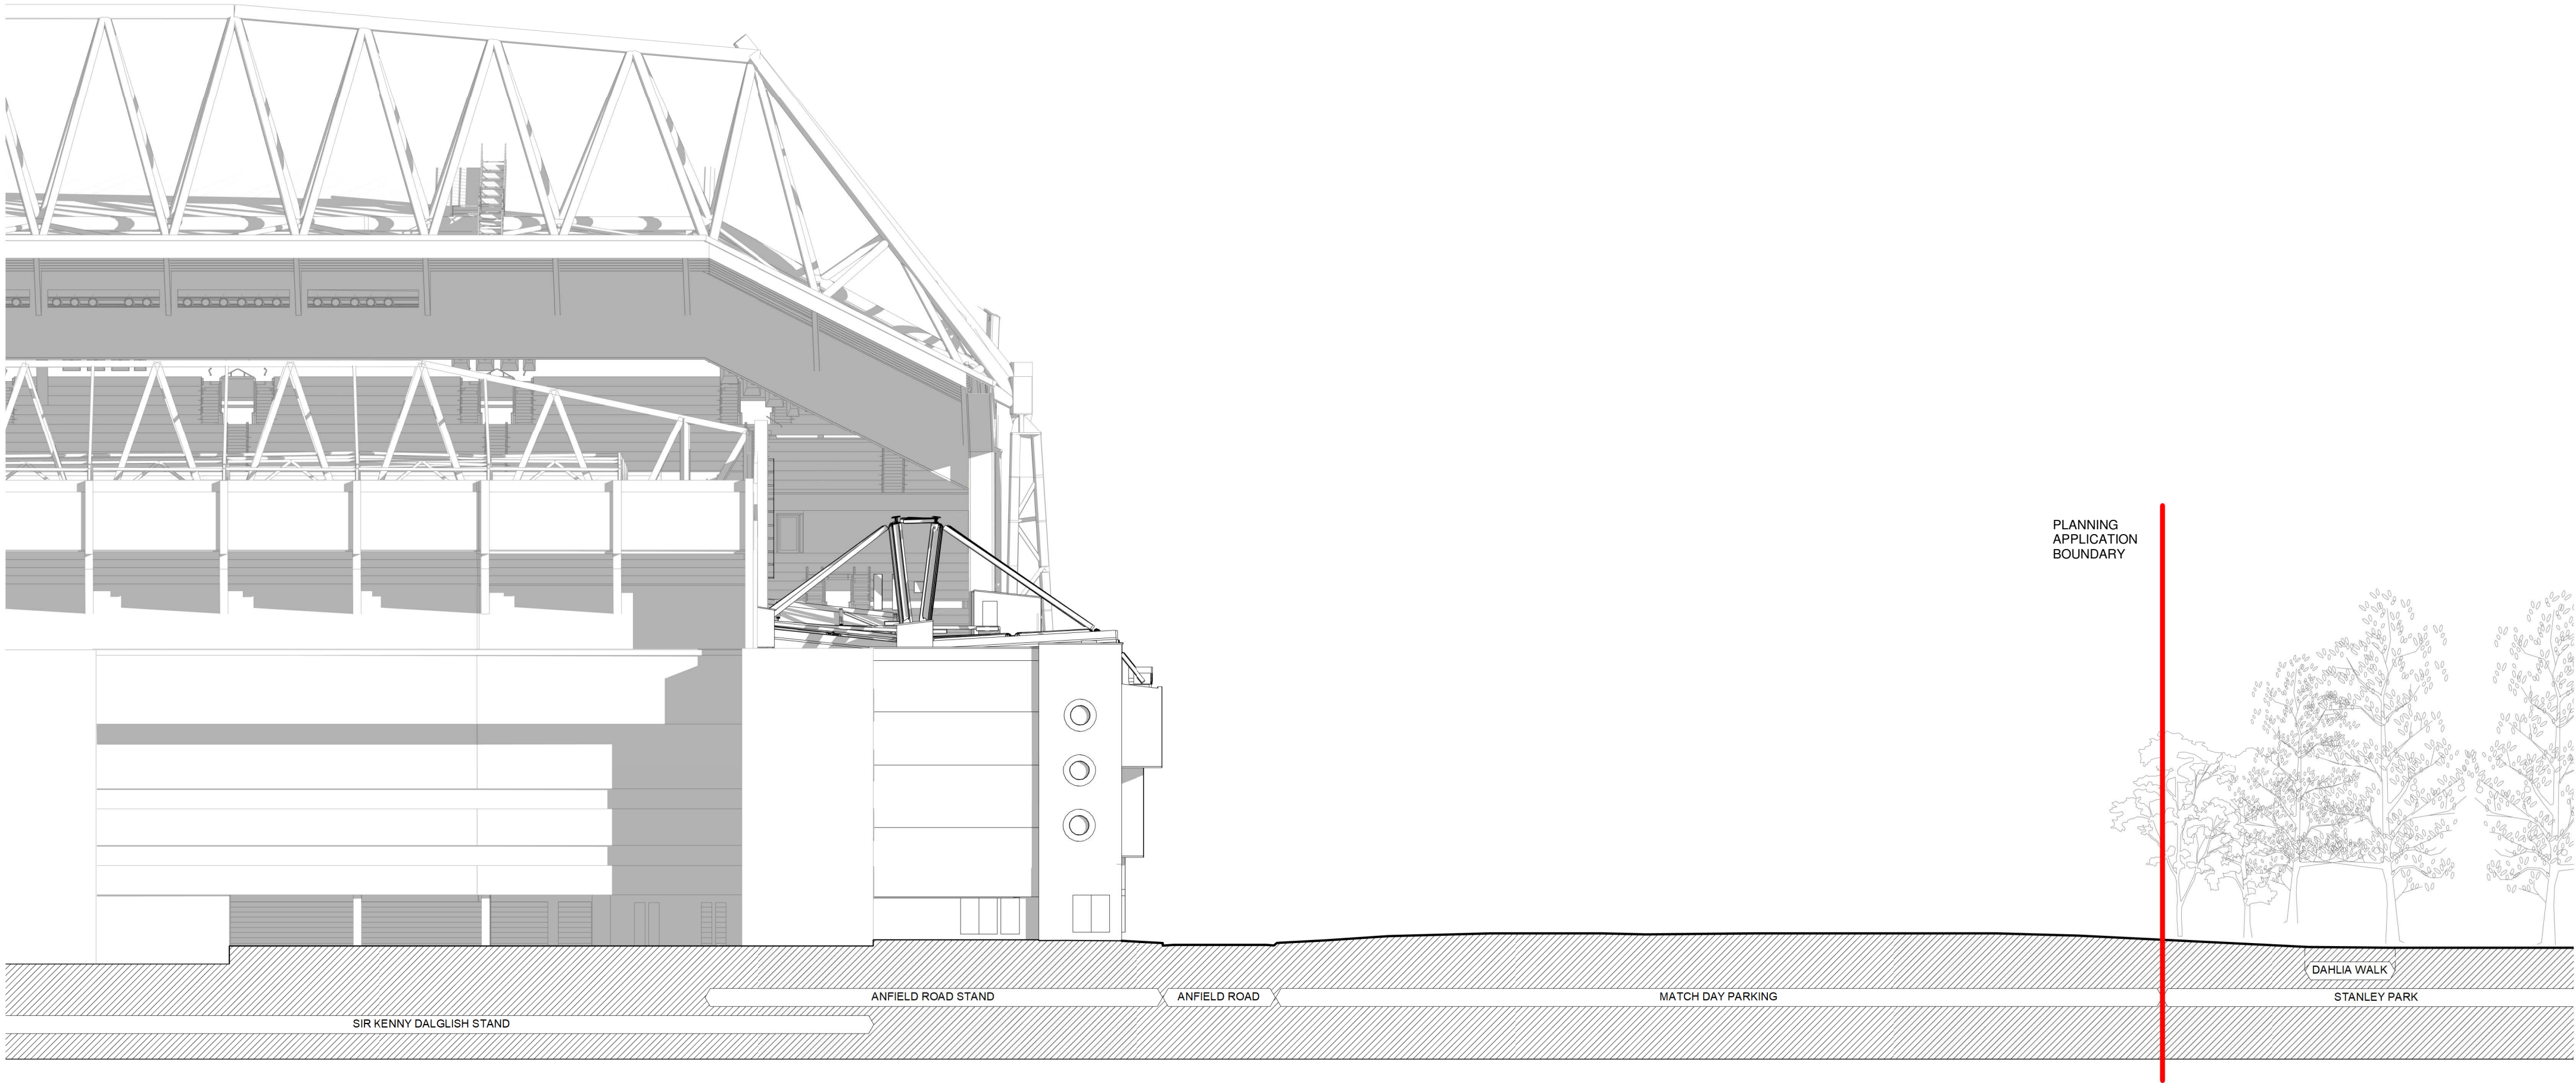 PLANNING
APPLICATION
BOUNDARY
DAHLIA WALK
ANFIELD ROAD STAND
ANFIELD ROAD
MATCH DAY PARKING
STANLEY PARK
SIR KENNY DALGLISH STAND